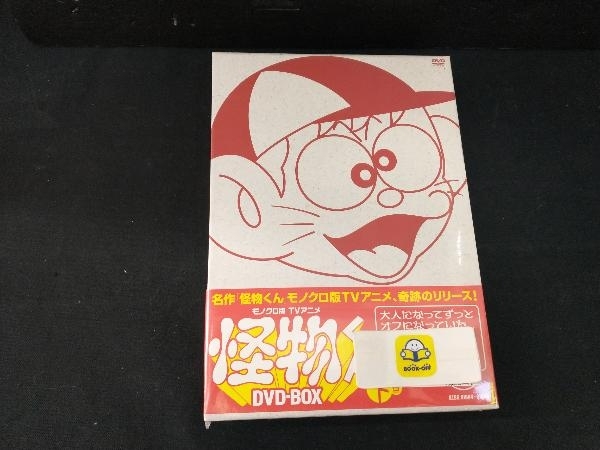 DVD
名作「怪物くん モノクロ版TVアニメ、奇跡のリリース!
モノクロ版 TVアニメ
怪物くん
DVD-BOX
下
大人になってずっと
オフになっていた
BOOK-OFF